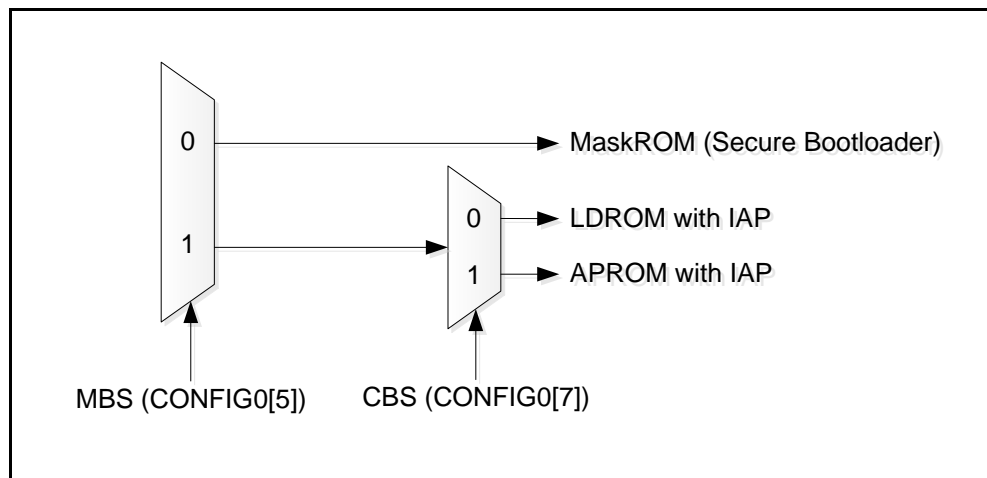 0
MaskROM (Secure Bootloader)
0
LDROM with IAP
1
1
APROM with IAP
MBS (CONFIG0[5])
CBS (CONFIG0[7])